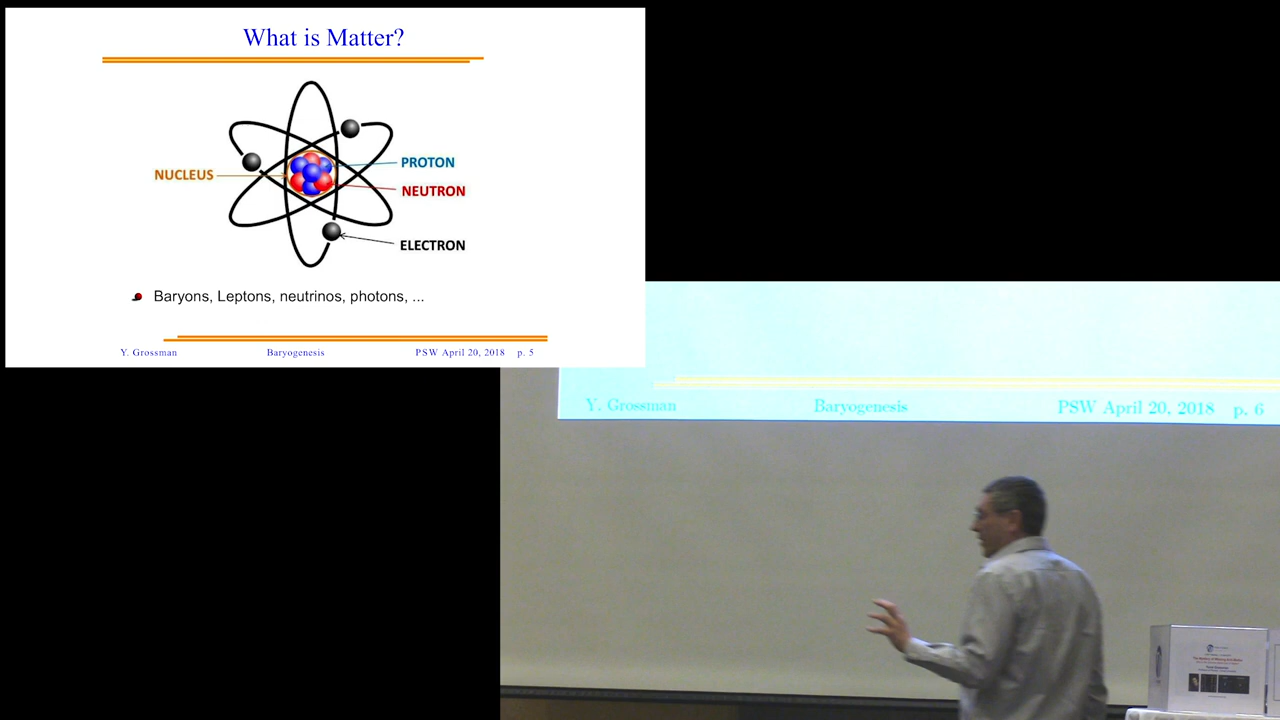 What is Matter?
PROTON
NUCLEUS
NEUTRON
ELECTRON
Baryons, Leptons, neutrinos, photons, ...
Y. Grossman Baryogenesis PSW April 20, 2018 p. 5
Y. Grossman Baryogenesis PSW April 20, 2018 p. 6